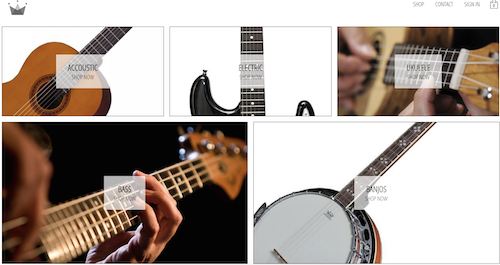 SHOP CONTACT SIGN IN 0
ACCOUSTIC
SHOP NOW
ELECTRIC
SHOP NOW
UKULELE
SHOP NOW
BASS
SHOP NOW
BANJOS
SHOP NOW